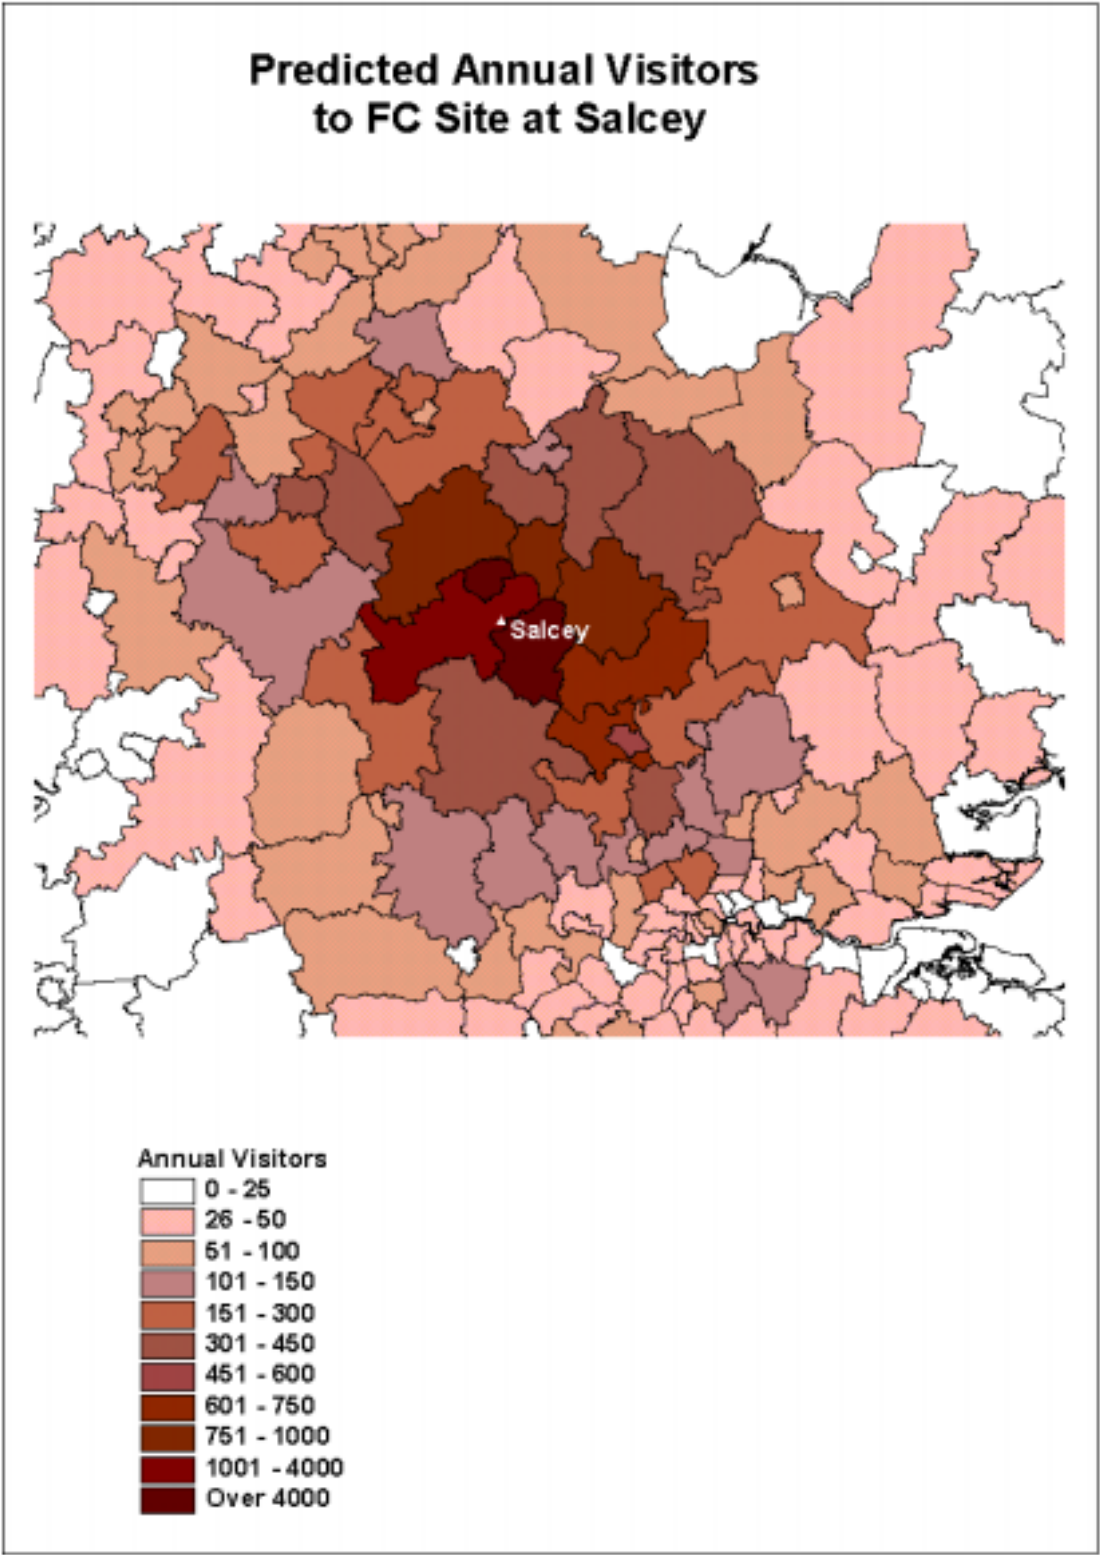 Predicted Annual Visitors
to FC Site at Salcey
Salcey
Annual Visitors
0 - 25
26 - 50
51 - 100
101 - 150
151 - 300
301 - 450
451 - 600
601 - 750
751 - 1000
1001 - 4000
Over 4000